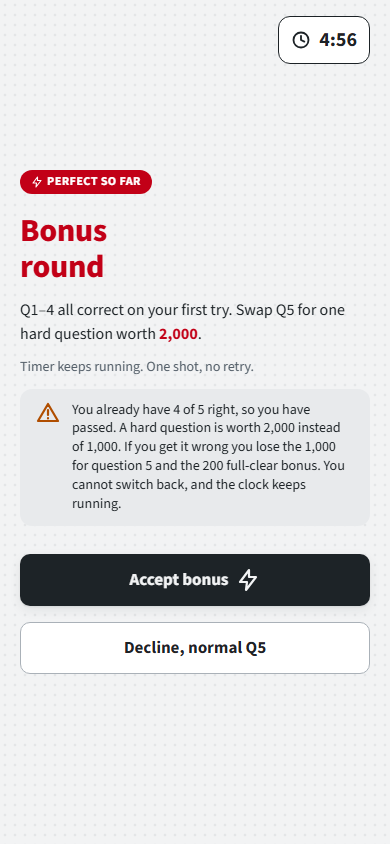 4:56
PERFECT SO FAR
Bonus
round
Q1–4 all correct on your first try. Swap Q5 for one
hard question worth 2,000.
Timer keeps running. One shot, no retry.
You already have 4 of 5 right, so you have
passed. A hard question is worth 2,000 instead
of 1,000. If you get it wrong you lose the 1,000
for question 5 and the 200 full-clear bonus. You
cannot switch back, and the clock keeps
running.
Accept bonus
Decline, normal Q5